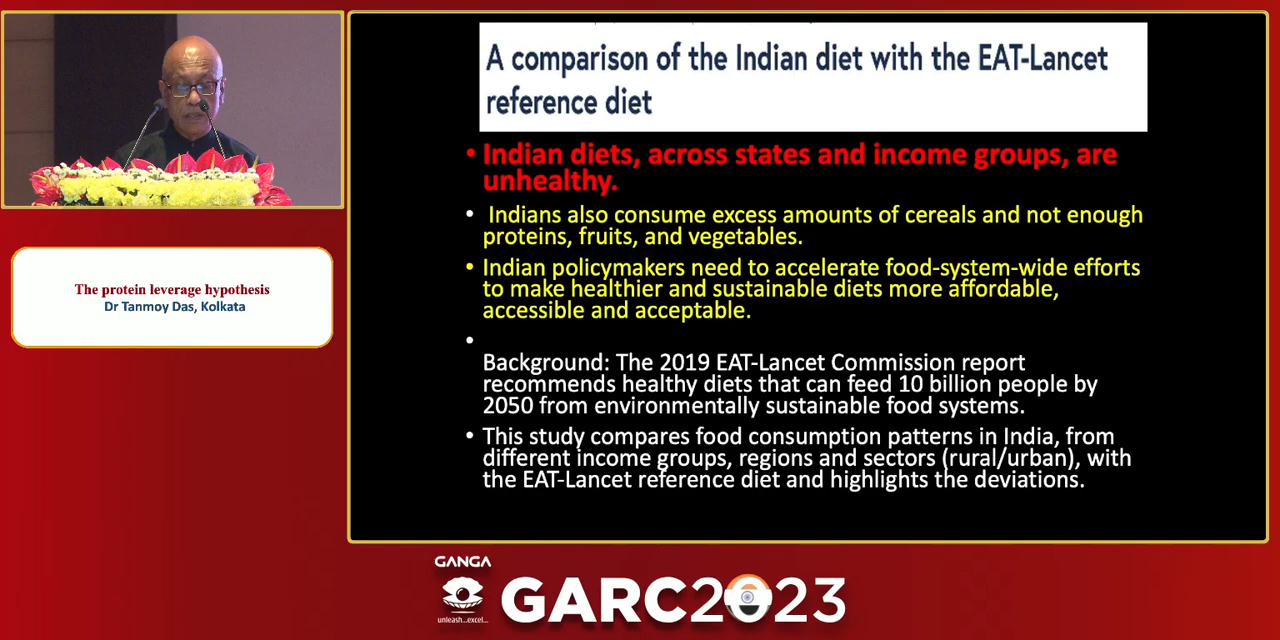 A comparison of the Indian diet with the EAT-Lancet
reference diet
• Indian diets, across states and income groups, are
unhealthy.
• Indians also consume excess amounts of cereals and not enough
proteins, fruits, and vegetables.
• Indian policymakers need to accelerate food-system-wide efforts
to make healthier and sustainable diets more affordable,
accessible and acceptable.
•
Background: The 2019 EAT-Lancet Commission report
recommends healthy diets that can feed 10 billion people by
2050 from environmentally sustainable food systems.
• This study compares food consumption patterns in India, from
different income groups, regions and sectors (rural/urban), with
the EAT-Lancet reference diet and highlights the deviations.
The protein leverage hypothesis
Dr Tanmoy Das, Kolkata
GANGA
unleash...excel...
GARC2023